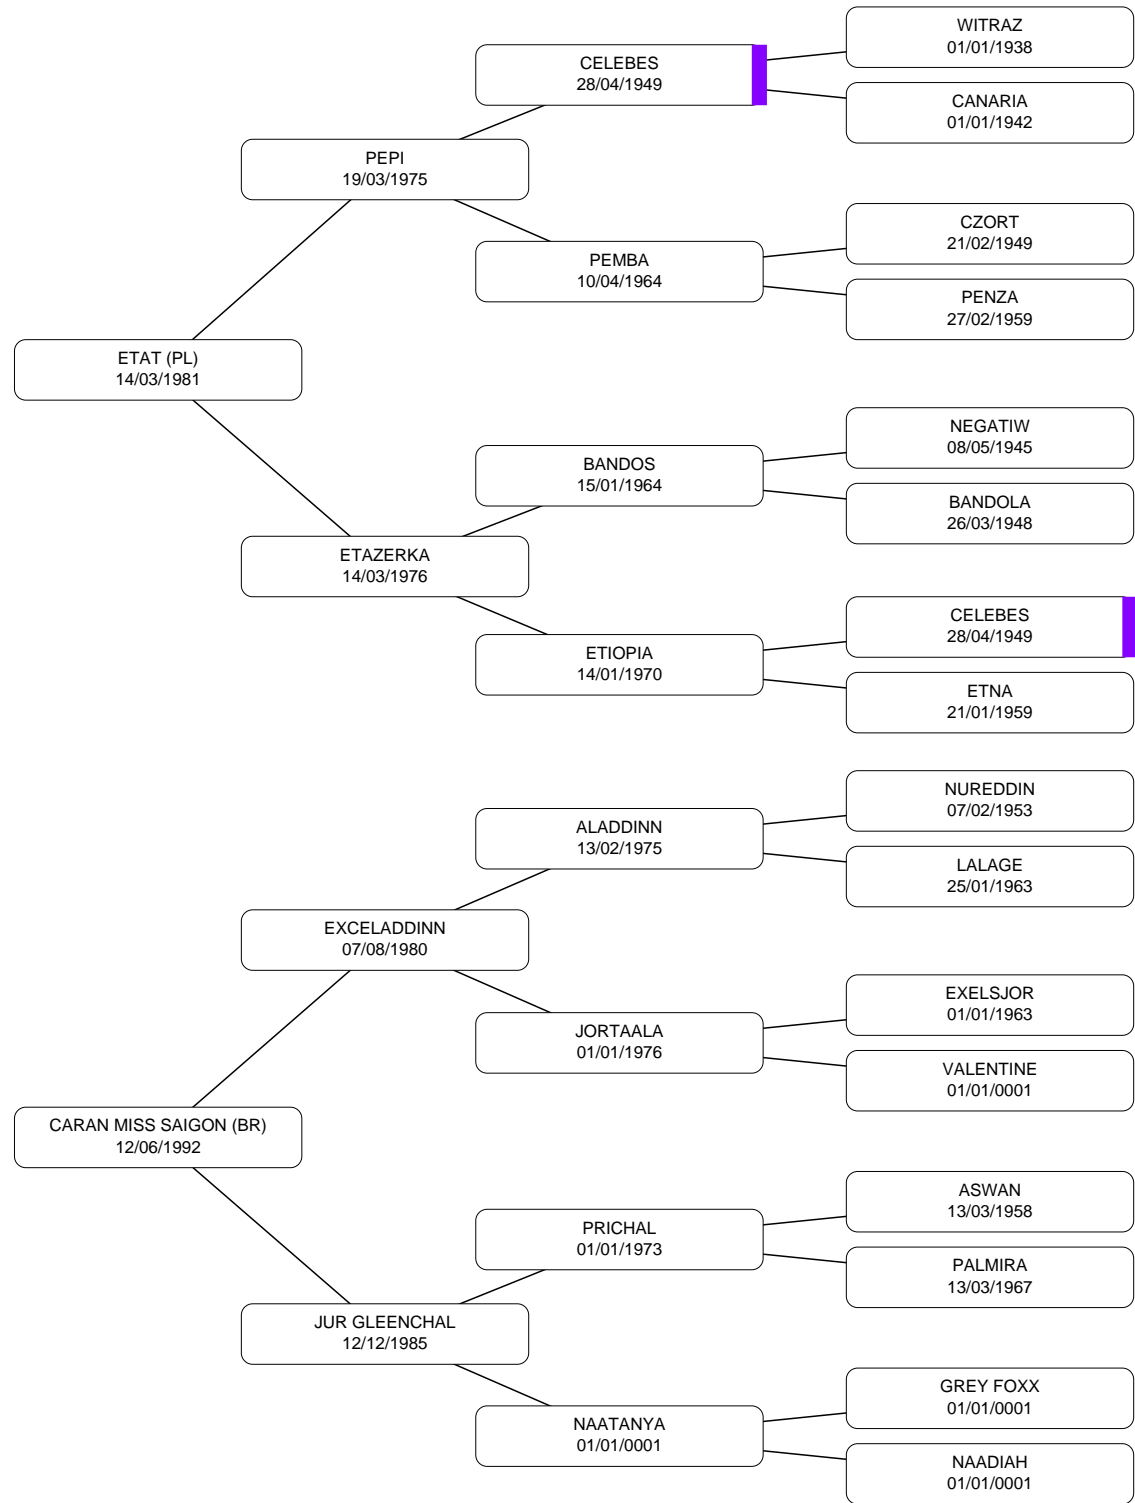 WITRAZ
01/01/1938
CELEBES
28/04/1949
CANARIA
01/01/1942
PEPI
19/03/1975
CZORT
21/02/1949
PEMBA
10/04/1964
PENZA
27/02/1959
ETAT (PL)
14/03/1981
NEGATIW
08/05/1945
BANDOS
15/01/1964
BANDOLA
26/03/1948
ETAZERKA
14/03/1976
CELEBES
28/04/1949
ETIOPIA
14/01/1970
ETNA
21/01/1959
NUREDDIN
07/02/1953
ALADDINN
13/02/1975
LALAGE
25/01/1963
EXCELADDINN
07/08/1980
EXELSJOR
01/01/1963
JORTAALA
01/01/1976
VALENTINE
01/01/0001
CARAN MISS SAIGON (BR)
12/06/1992
ASWAN
13/03/1958
PRICHAL
01/01/1973
PALMIRA
13/03/1967
JUR GLEENCHAL
12/12/1985
GREY FOXX
01/01/0001
NAATANYA
01/01/0001
NAADIAH
01/01/0001